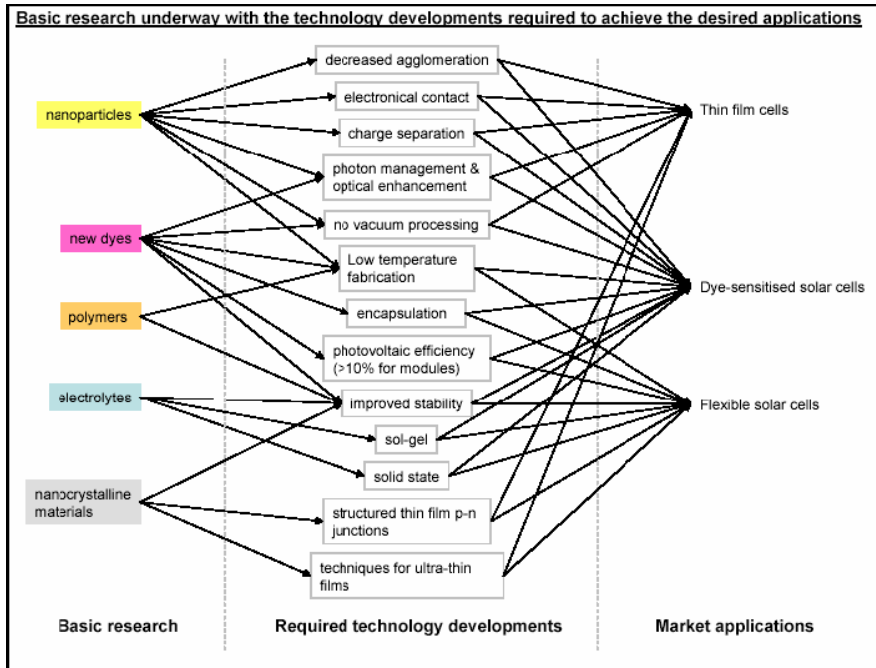 Basic research underway with the technology developments required to achieve the desired applications
decreased agglomeration
nanoparticles
electronical contact
Thin film cells
charge separation
photon management &
optical enhancement
new dyes
no vacuum processing
Low temperature
fabrication
Dye-sensitised solar cells
polymers
encapsulation
photovoltaic efficiency
(>10% for modules)
electrolytes
improved stability
Flexible solar cells
sol-gel
solid state
nanocrystalline
materials
structured thin film p-n
junctions
techniques for ultra-thin
films
Basic research
Required technology developments
Market applications